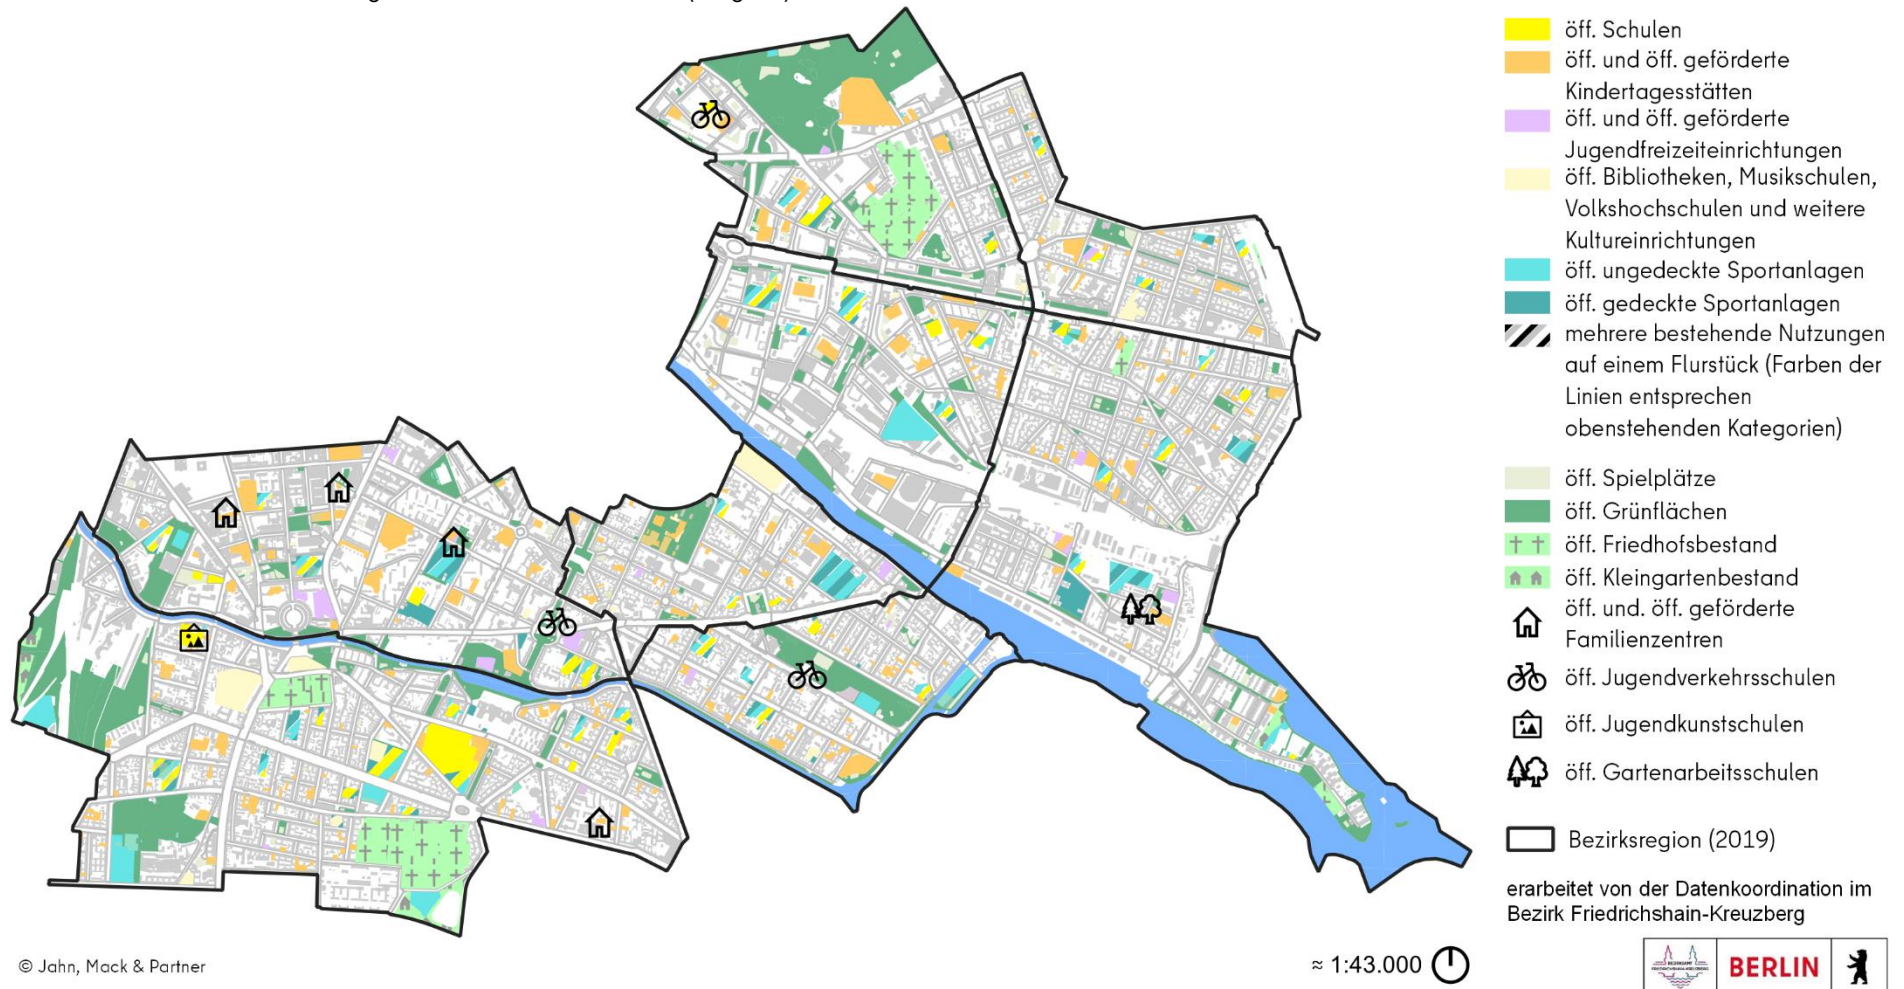 öff. Schulen
öff. und öff. geförderte
Kindertagesstätten
öff. und öff. geförderte
Jugendfreizeiteinrichtungen
öff. Bibliotheken, Musikschulen,
Volkshochschulen und weitere
Kultureinrichtungen
öff. ungedeckte Sportanlagen
öff. gedeckte Sportanlagen
mehrere bestehende Nutzungen
auf einem Flurstück (Farben der
Linien entsprechen
obenstehenden Kategorien)
öff. Spielplätze
öff. Grünflächen
öff. Friedhofsbestand
öff. Kleingartenbestand
öff. und. öff. geförderte
Familienzentren
öff. Jugendverkehrsschulen
öff. Jugendkunstschulen
öff. Gartenarbeitsschulen
Bezirksregion (2019)
erarbeitet von der Datenkoordination im
Bezirk Friedrichshain-Kreuzberg
© Jahn, Mack & Partner
≈ 1:43.000
BERLIN